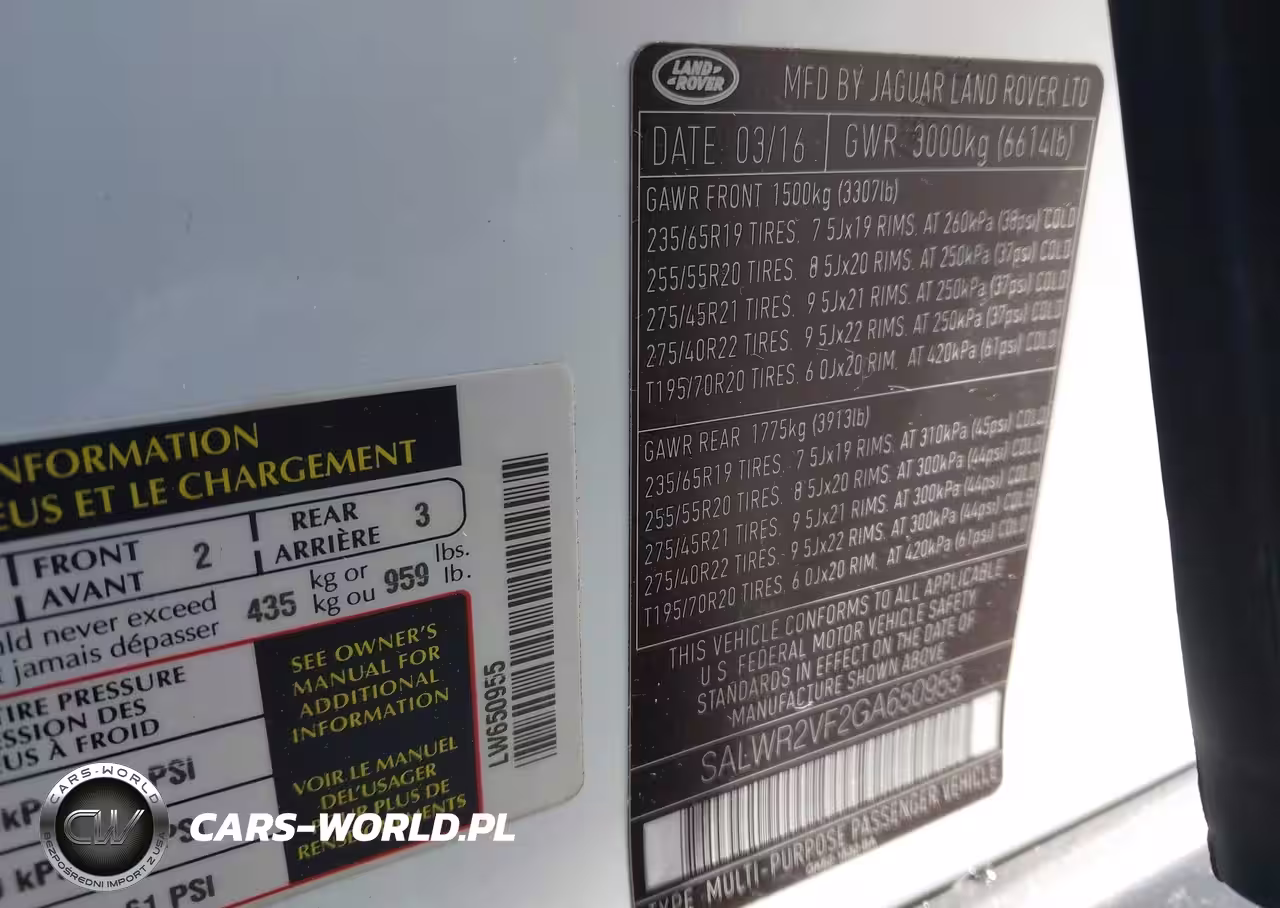 LAND ROVER
MFD BY JAGUAR LAND ROVER LTD
DATE: 03/16
GWR: 3000kg (6614lb)
GAWR FRONT 1500kg (3307lb)
235/65R19 TIRES. 7 5Jx19 RIMS. AT 260kPa (38psi) COLD
255/55R20 TIRES. 8 5Jx20 RIMS. AT 250kPa (37psi) COLD
275/45R21 TIRES. 9 5Jx21 RIMS. AT 250kPa (37psi) COLD
275/40R22 TIRES. 9 5Jx22 RIMS. AT 250kPa (37psi) COLD
T195/70R20 TIRES. 6 0Jx20 RIM. AT 420kPa (61psi) COLD
GAWR REAR 1775kg (3913lb)
235/65R19 TIRES. 7 5Jx19 RIMS. AT 310kPa (45psi) COLD
255/55R20 TIRES. 8 5Jx20 RIMS. AT 300kPa (44psi) COLD
275/45R21 TIRES. 9 5Jx21 RIMS. AT 300kPa (44psi) COLD
275/40R22 TIRES. 9 5Jx22 RIMS. AT 300kPa (44psi) COLD
T195/70R20 TIRES. 6 0Jx20 RIM. AT 420kPa (61psi) COLD
THIS VEHICLE CONFORMS TO ALL APPLICABLE
U S FEDERAL MOTOR VEHICLE SAFETY
STANDARDS IN EFFECT ON THE DATE OF
MANUFACTURE SHOWN ABOVE.
SALWR2VF2GA650955
TYPE MULTI-PURPOSE PASSENGER VEHICLE
NFORMATION
EUS ET LE CHARGEMENT
FRONT 2 REAR 3
AVANT ARRIÈRE
ld never exceed 435 kg or 959 lbs.
jamais dépasser kg ou lb.
TIRE PRESSURE
SSION DES
US À FROID
PSI
kP
kP
51 PSI
SEE OWNER'S
MANUAL FOR
ADDITIONAL
INFORMATION
VOIR LE MANUEL
DEL'USAGER
POUR PLUS DE
RENSEIGNEMENTS
LW650955
CARS-WORLD
CW
BEZPOŚREDNI IMPORT Z USA
CARS-WORLD.PL